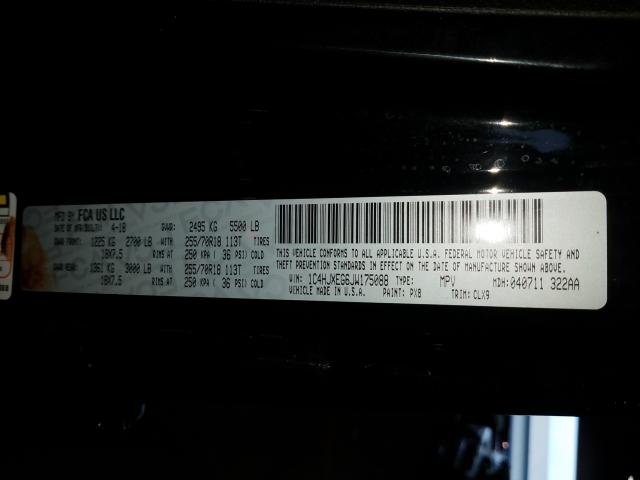 MFD BY: FCA US LLC
DATE OF MFR/BUILT: 4-18 GVWR: 2495 KG 5500 LB
GAWR FRONT: 1225 KG 2700 LB WITH 255/70R18 113T TIRES
18X7.5 RIMS AT 250 KPA ( 36 PSI) COLD
GAWR REAR: 1361 KG 3000 LB WITH 255/70R18 113T TIRES
18X7.5 RIMS AT 250 KPA ( 36 PSI) COLD
THIS VEHICLE CONFORMS TO ALL APPLICABLE U.S.A. FEDERAL MOTOR VEHICLE SAFETY AND
THEFT PREVENTION STANDARDS IN EFFECT ON THE DATE OF MANUFACTURE SHOWN ABOVE.
VIN: 1C4HJXEG6JW175088 TYPE: MPV MDH: 040711 322AA
VEHICLE MADE IN U.S.A. PAINT: PX8 TRIM: CLX9